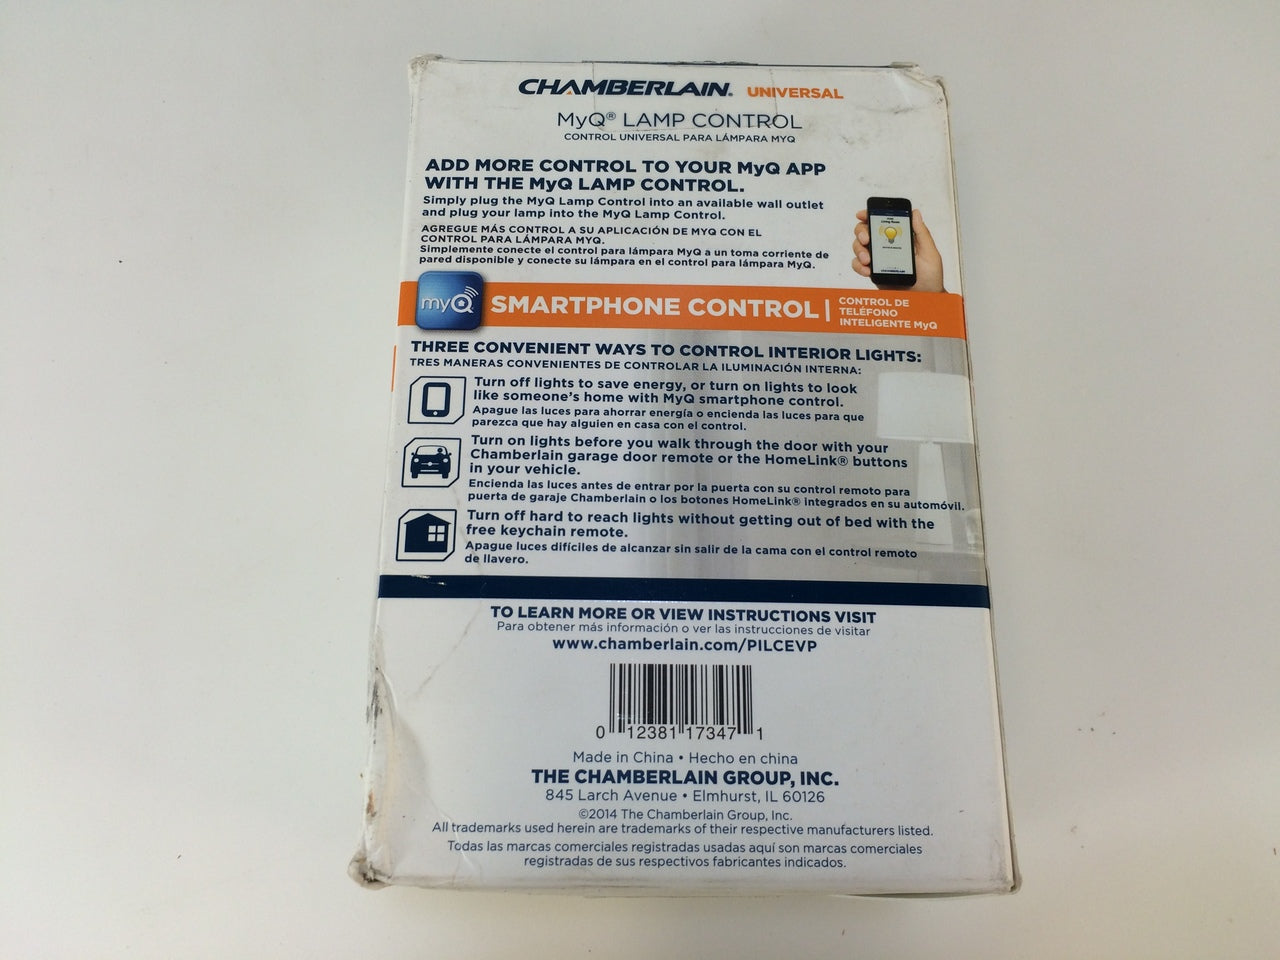 CHAMBERLAIN® UNIVERSAL
MyQ® LAMP CONTROL
CONTROL UNIVERSAL PARA LÁMPARA MYQ
ADD MORE CONTROL TO YOUR MyQ APP
WITH THE MyQ LAMP CONTROL.
Simply plug the MyQ Lamp Control into an available wall outlet
and plug your lamp into the MyQ Lamp Control.
AGREGUE MÁS CONTROL A SU APLICACIÓN DE MYQ CON EL
CONTROL PARA LÁMPARA MYQ.
Simplemente conecte el control para lámpara MyQ a un toma corriente de
pared disponible y conecte su lámpara en el control para lámpara MyQ.
myQ
SMARTPHONE CONTROL |
CONTROL DE
TELÉFONO
INTELIGENTE MyQ
THREE CONVENIENT WAYS TO CONTROL INTERIOR LIGHTS:
TRES MANERAS CONVENIENTES DE CONTROLAR LA ILUMINACIÓN INTERNA:
Turn off lights to save energy, or turn on lights to look
like someone's home with MyQ smartphone control.
Apague las luces para ahorrar energía o encienda las luces para que
parezca que hay alguien en casa con el control.
Turn on lights before you walk through the door with your
Chamberlain garage door remote or the HomeLink® buttons
in your vehicle.
Encienda las luces antes de entrar por la puerta con su control remoto para
puerta de garaje Chamberlain o los botones HomeLink® integrados en su automóvil.
Turn off hard to reach lights without getting out of bed with the
free keychain remote.
Apague luces difíciles de alcanzar sin salir de la cama con el control remoto
de llavero.
TO LEARN MORE OR VIEW INSTRUCTIONS VISIT
Para obtener más información o ver las instrucciones de visitar
www.chamberlain.com/PILCEVP
0 12381 17347 1
Made in China • Hecho en china
THE CHAMBERLAIN GROUP, INC.
845 Larch Avenue • Elmhurst, IL 60126
©2014 The Chamberlain Group, Inc.
All trademarks used herein are trademarks of their respective manufacturers listed.
Todas las marcas comerciales registradas usadas aquí son marcas comerciales
registradas de sus respectivos fabricantes indicados.